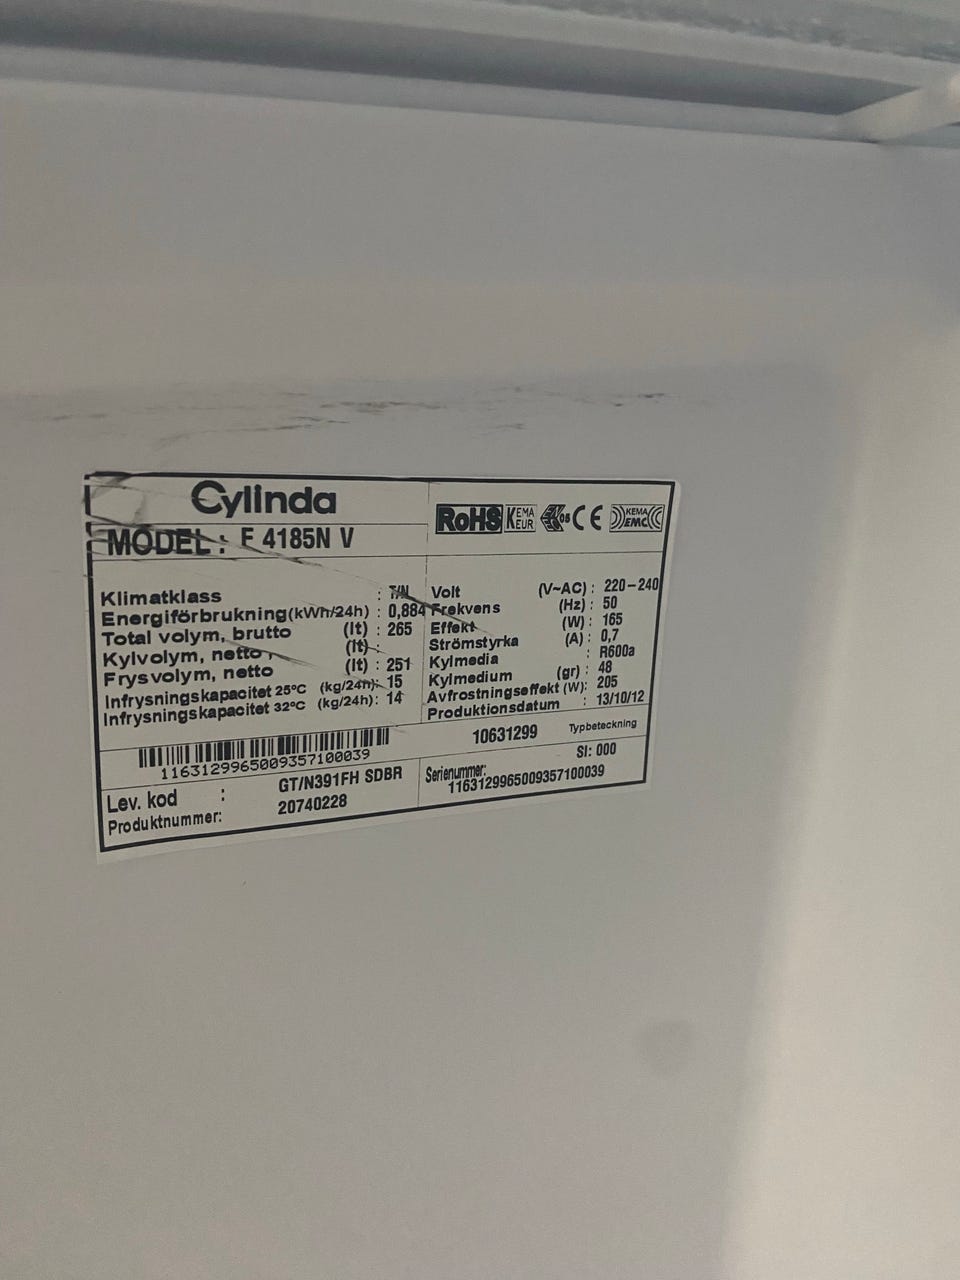 Cylinda
RoHS KEMA EUR 05 CE KEMA EMC
MODEL : F 4185N V
Klimatklass : T/N
Energiförbrukning(kWh/24h) : 0,884
Total volym, brutto (lt) : 265
Kylvolym, netto (lt) :
Frysvolym, netto (lt) : 251
Infrysningskapacitet 25°C (kg/24h): 15
Infrysningskapacitet 32°C (kg/24h): 14
Volt (V~AC) : 220-240
Frekvens (Hz) : 50
Effekt (W) : 165
Strömstyrka (A) : 0,7
Kylmedia : R600a
Kylmedium (gr) : 48
Avfrostningseffekt (W): 205
Produktionsdatum : 13/10/12
1163129965009357100039
10631299 Typbeteckning
SI: 000
Lev. kod : GT/N391FH SDBR
Produktnummer: 20740228
Serienummer:
1163129965009357100039